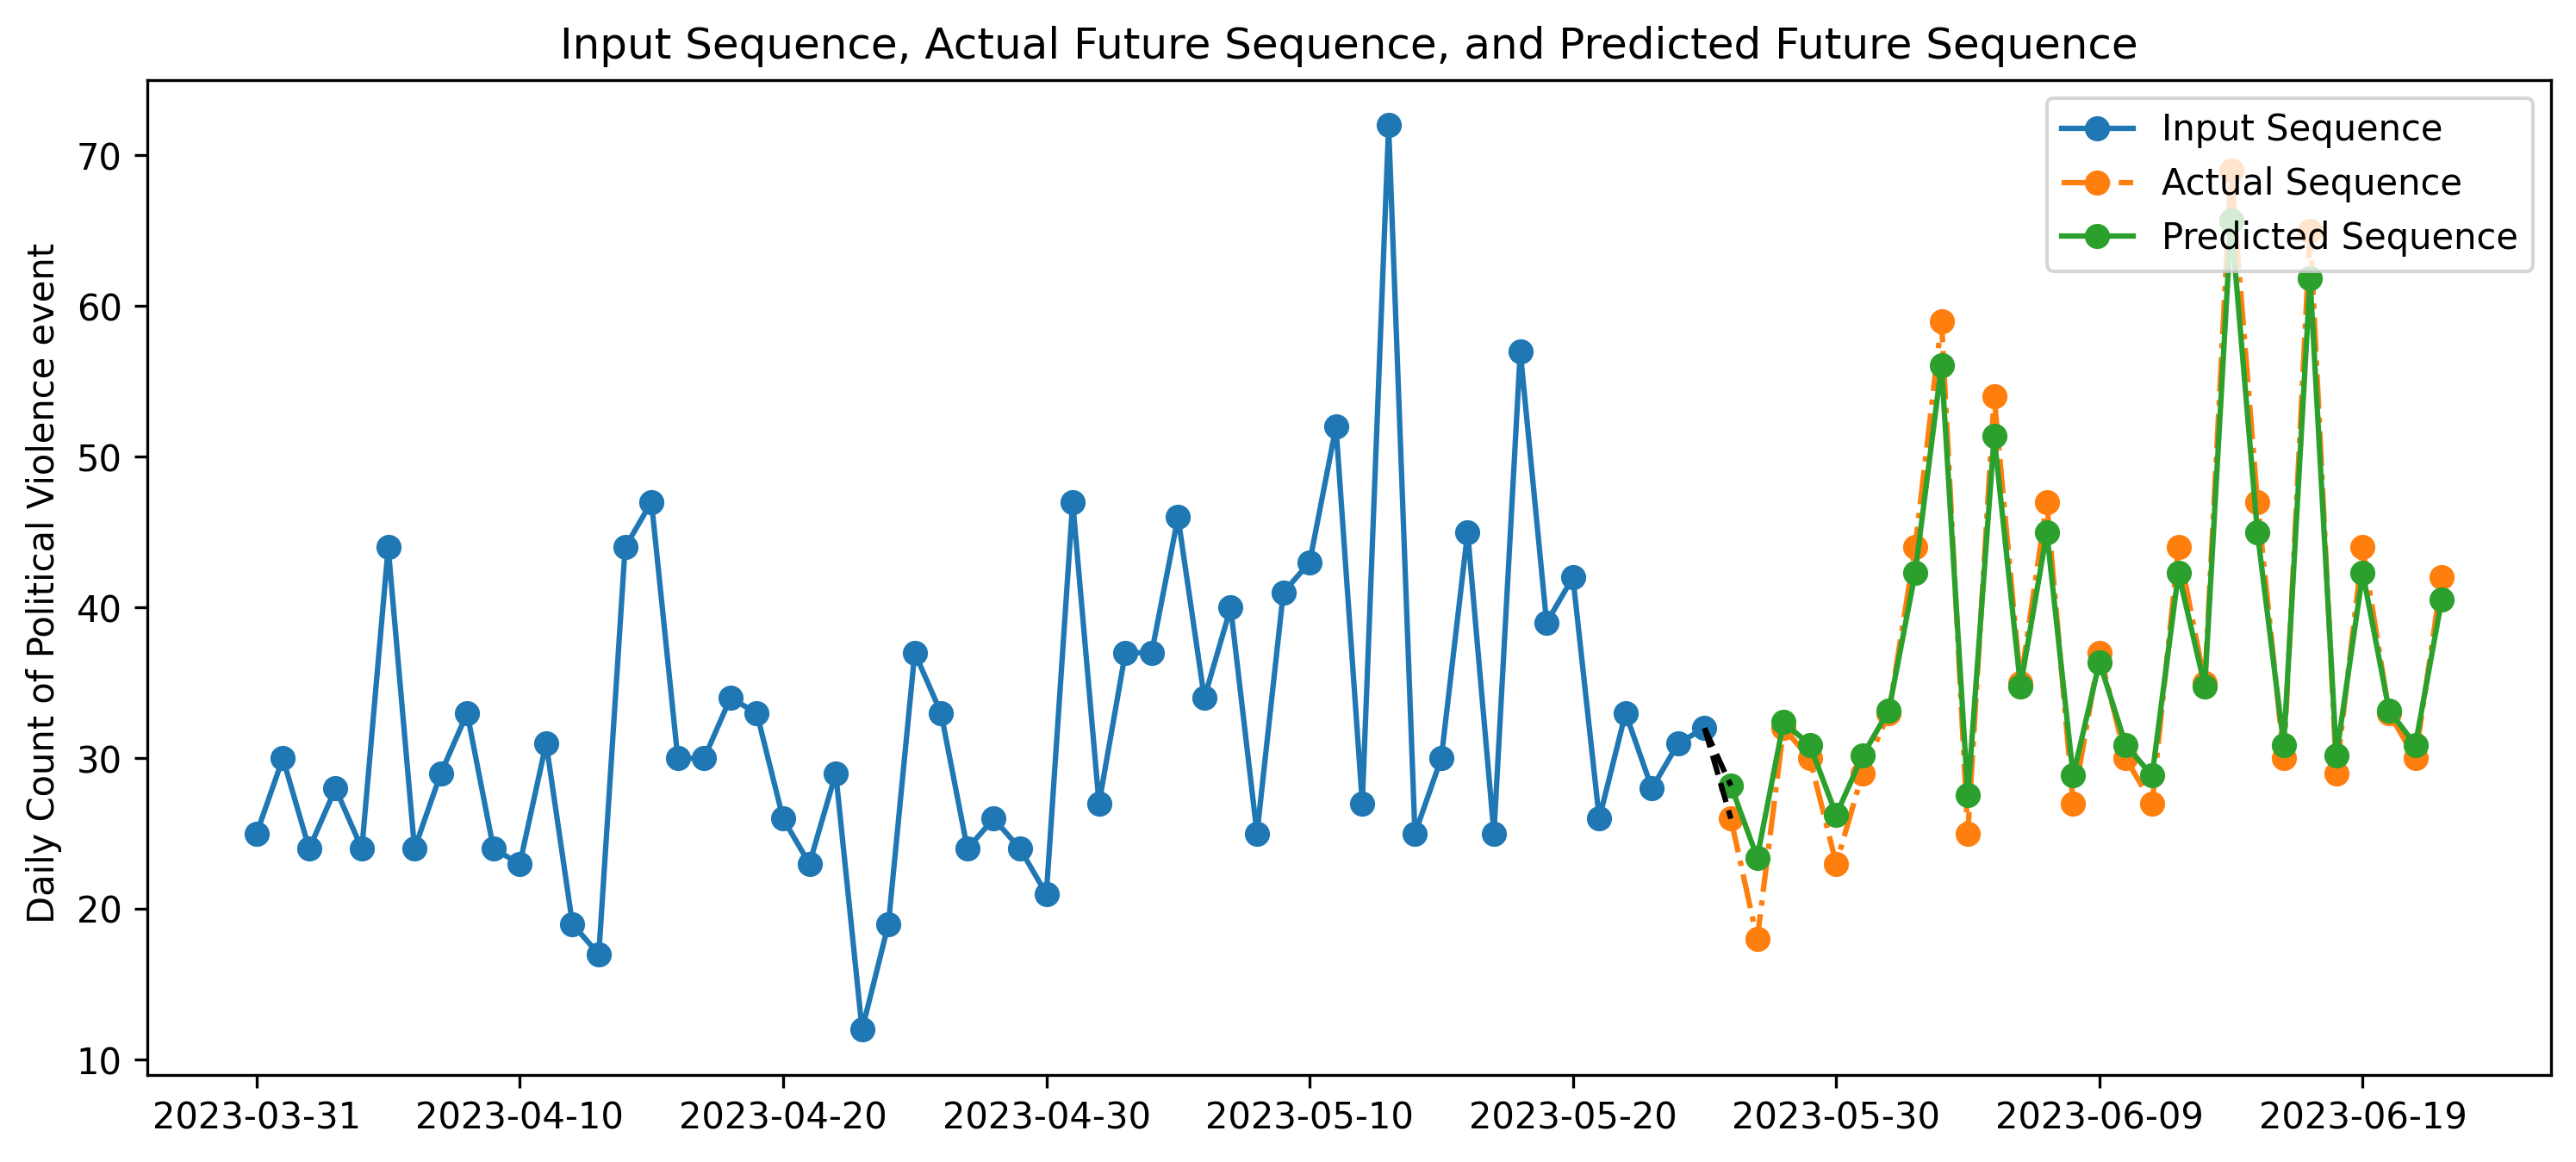 Input Sequence, Actual Future Sequence, and Predicted Future Sequence
Daily Count of Political Violence event
70
60
50
40
30
20
10
Input Sequence
Actual Sequence
Predicted Sequence
2023-03-31 2023-04-10 2023-04-20 2023-04-30 2023-05-10 2023-05-20 2023-05-30 2023-06-09 2023-06-19